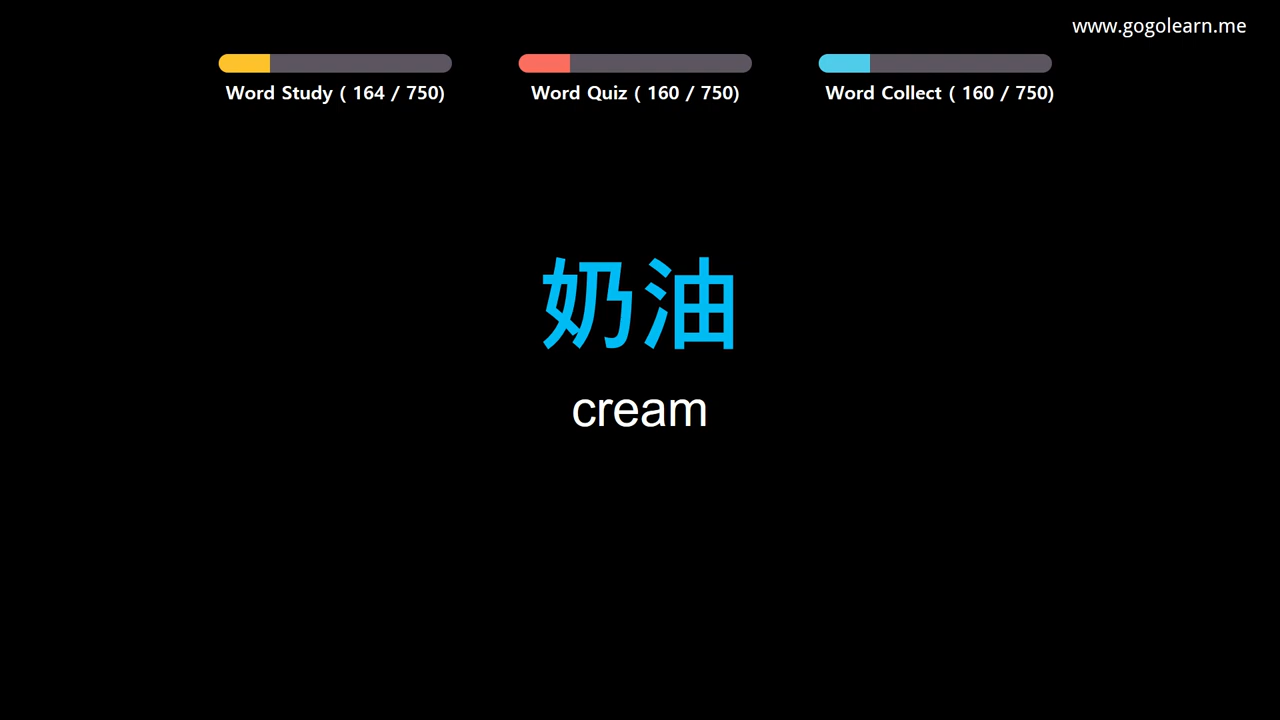 www.gogolearn.me
Word Study ( 164 / 750)
Word Quiz ( 160 / 750)
Word Collect ( 160 / 750)
奶油
cream